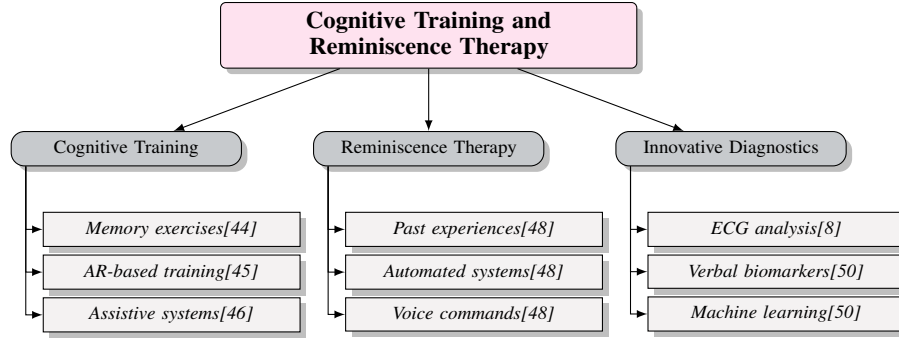 Cognitive Training and
Reminiscence Therapy
Cognitive Training
Reminiscence Therapy
Innovative Diagnostics
Memory exercises[44]
Past experiences[48]
ECG analysis[8]
AR-based training[45]
Automated systems[48]
Verbal biomarkers[50]
Assistive systems[46]
Voice commands[48]
Machine learning[50]